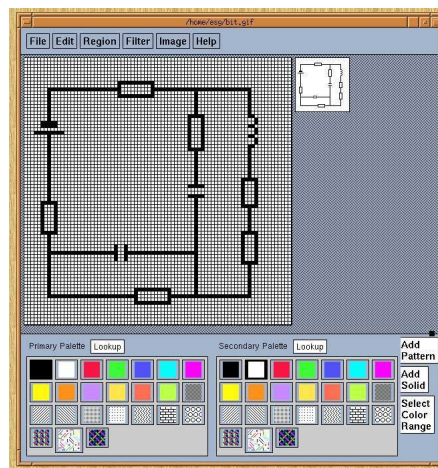 /home/esg/bit.gif
File Edit Region Filter Image Help
Primary Palette Lookup
Secondary Palette Lookup
Add
Pattern
Add
Solid
Select
Color
Range